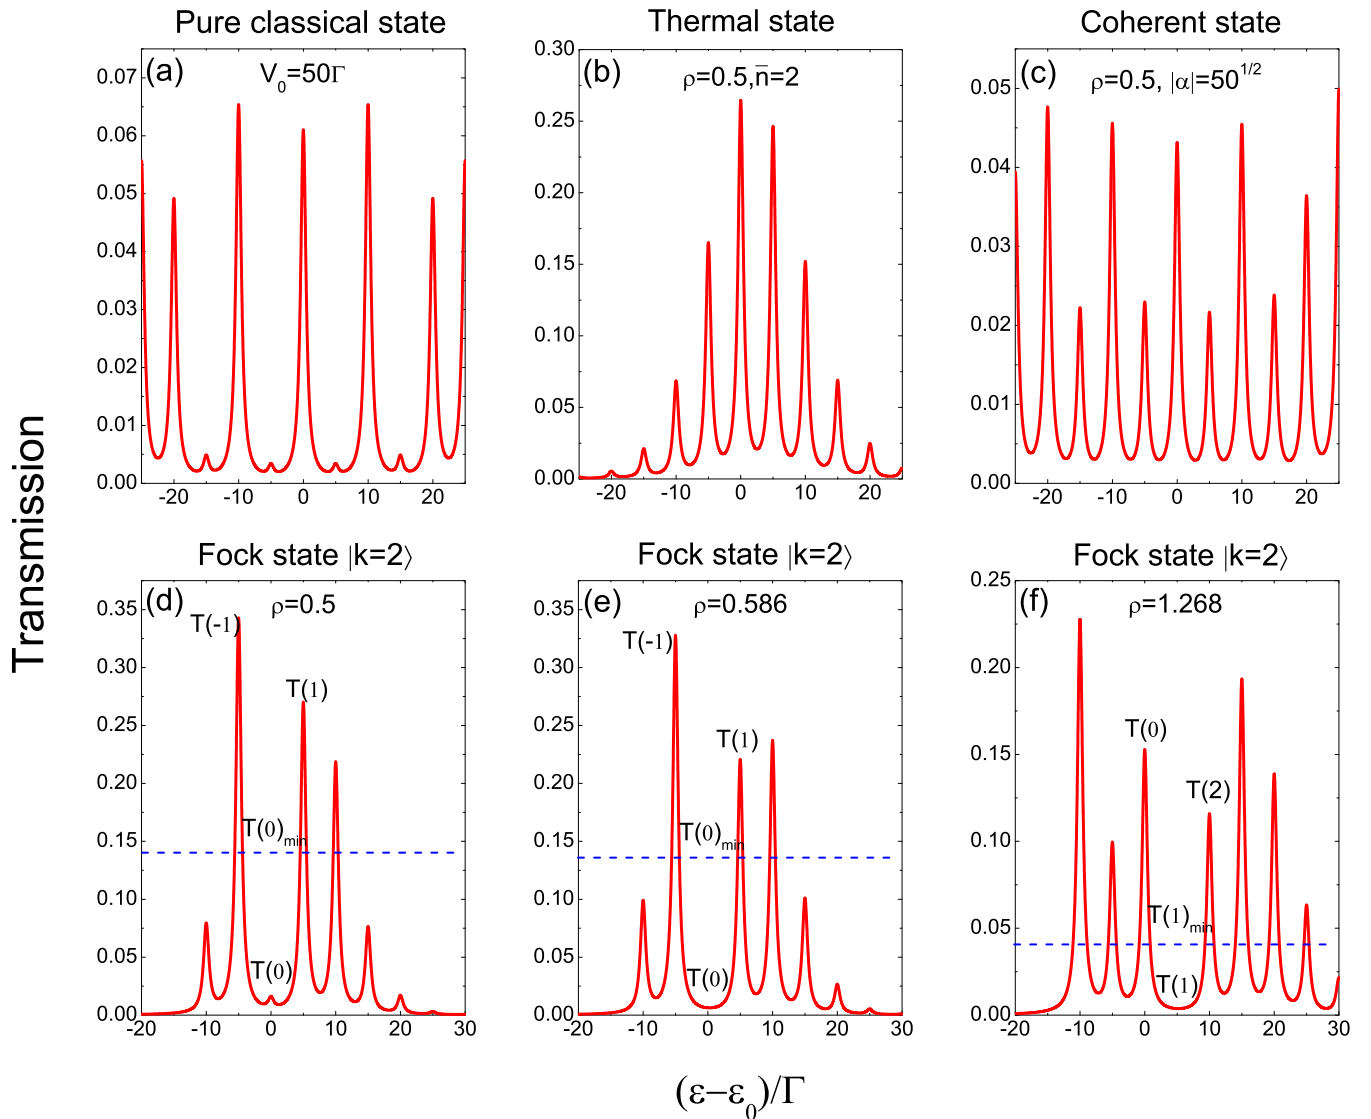 Pure classical state
Thermal state
Coherent state
(a)
V₀=50Γ
0.07
0.06
0.05
0.04
0.03
0.02
0.01
0.00
-20
-10
0
10
20
(b)
ρ=0.5,n̄=2
0.30
0.25
0.20
0.15
0.10
0.05
0.00
-20
-10
0
10
20
(c)
ρ=0.5, |α|=50^{1/2}
0.05
0.04
0.03
0.02
0.01
0.00
-20
-10
0
10
20
Transmission
Fock state |k=2⟩
Fock state |k=2⟩
Fock state |k=2⟩
(d)
ρ=0.5
T(-1)
T(1)
T(0)_{min}
T(0)
0.35
0.30
0.25
0.20
0.15
0.10
0.05
0.00
-20
-10
0
10
20
30
(e)
ρ=0.586
T(-1)
T(1)
T(0)_{min}
T(0)
0.35
0.30
0.25
0.20
0.15
0.10
0.05
0.00
-20
-10
0
10
20
30
(f)
ρ=1.268
T(0)
T(2)
T(1)_{min}
T(1)
0.25
0.20
0.15
0.10
0.05
0.00
-20
-10
0
10
20
30
(ε−ε₀)/Γ